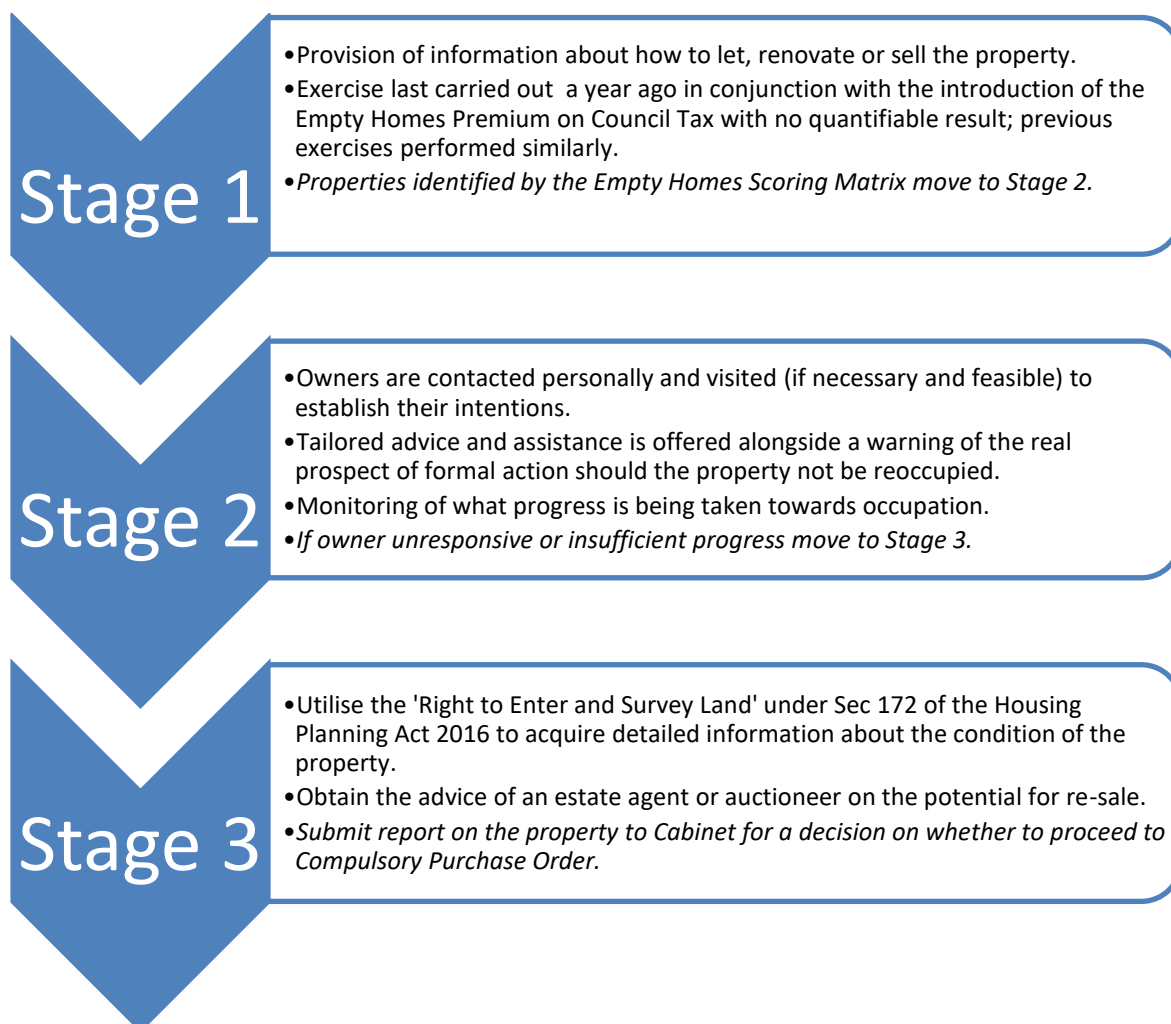 Stage 1
•Provision of information about how to let, renovate or sell the property.
•Exercise last carried out  a year ago in conjunction with the introduction of the
Empty Homes Premium on Council Tax with no quantifiable result; previous
exercises performed similarly.
•Properties identified by the Empty Homes Scoring Matrix move to Stage 2.
Stage 2
•Owners are contacted personally and visited (if necessary and feasible) to
establish their intentions.
•Tailored advice and assistance is offered alongside a warning of the real
prospect of formal action should the property not be reoccupied.
•Monitoring of what progress is being taken towards occupation.
•If owner unresponsive or insufficient progress move to Stage 3.
Stage 3
•Utilise the 'Right to Enter and Survey Land' under Sec 172 of the Housing
Planning Act 2016 to acquire detailed information about the condition of the
property.
•Obtain the advice of an estate agent or auctioneer on the potential for re-sale.
•Submit report on the property to Cabinet for a decision on whether to proceed to
Compulsory Purchase Order.